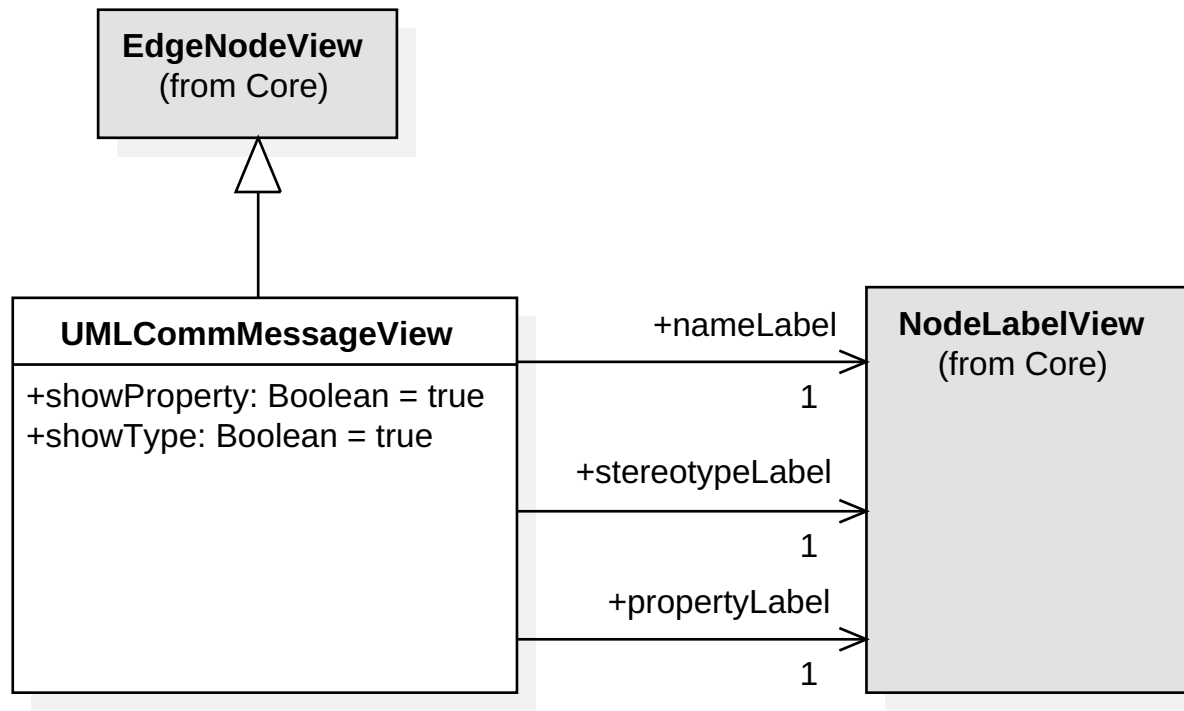 EdgeNodeView
(from Core)
UMLCommMessageView
+showProperty: Boolean = true
+showType: Boolean = true
+nameLabel
1
+stereotypeLabel
1
+propertyLabel
1
NodeLabelView
(from Core)